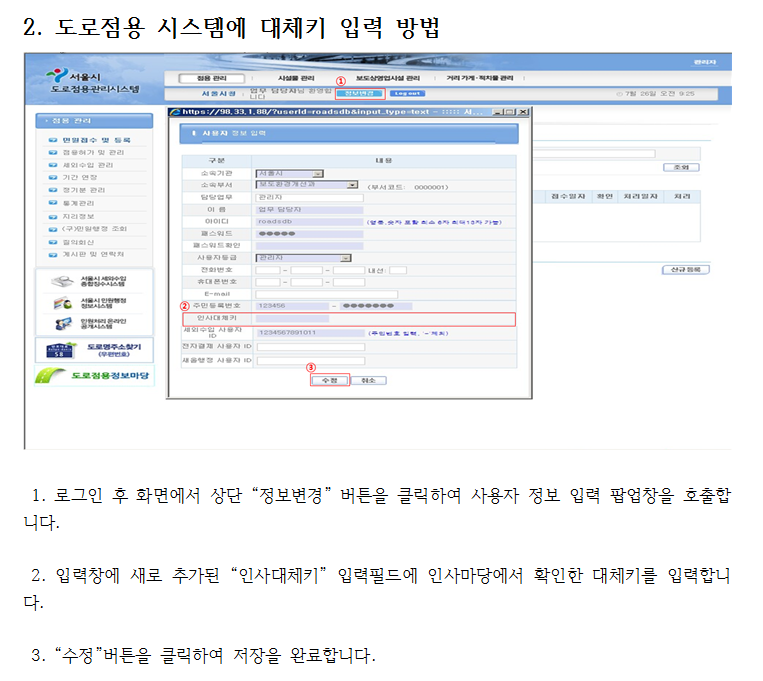 2. 도로점용 시스템에 대체키 입력 방법
관리자
서울시
도로점용관리시스템
점용 관리
시설물 관리
보도상영업시설 관리
거리 가게·적치물 관리
①
서울시청
업무 담당자님 환영합니다
정보변경
Log out
7월 26일 오전 9:25
점용 관리
민원접수 및 등록
점용허가 및 관리
세외수입 관리
기간 연장
정기분 관리
통계관리
지리정보
(구)민원행정 조회
질의회신
게시판 및 연락처
서울시 세외수입
종합징수시스템
서울시 민원행정
정보시스템
민원처리 온라인
공개시스템
도로명주소찾기
(우편번호)
도로점용정보마당
https://98.33.1.88/?userId=roadsdb&input_type=text - ::::: 서...
사용자 정보 입력
구분 내용
소속기관 서울시
소속부서 보도환경개선과 (부서코드: 0000001)
담당업무 관리자
이 름 업무 담당자
아이디 roadsdb (영문,숫자 포함 최소 6자 최대15자 가능)
패스워드 ●●●●●
패스워드확인
사용자등급 관리자
전화번호 - - 내선:
휴대폰번호 - -
E-mail
② 주민등록번호 123456 - ●●●●●●●
인사대체키
세외수입 사용자 ID 1234567891011 (주민번호 입력, '-' 제외)
전자결제 사용자 ID
새올행정 사용자 ID
③
수정 취소
조회
접수일자 확인 처리일자 처리
신규등록
1. 로그인 후 화면에서 상단 “정보변경” 버튼을 클릭하여 사용자 정보 입력 팝업창을 호출합
니다.
2. 입력창에 새로 추가된 “인사대체키” 입력필드에 인사마당에서 확인한 대체키를 입력합니
다.
3. “수정”버튼을 클릭하여 저장을 완료합니다.